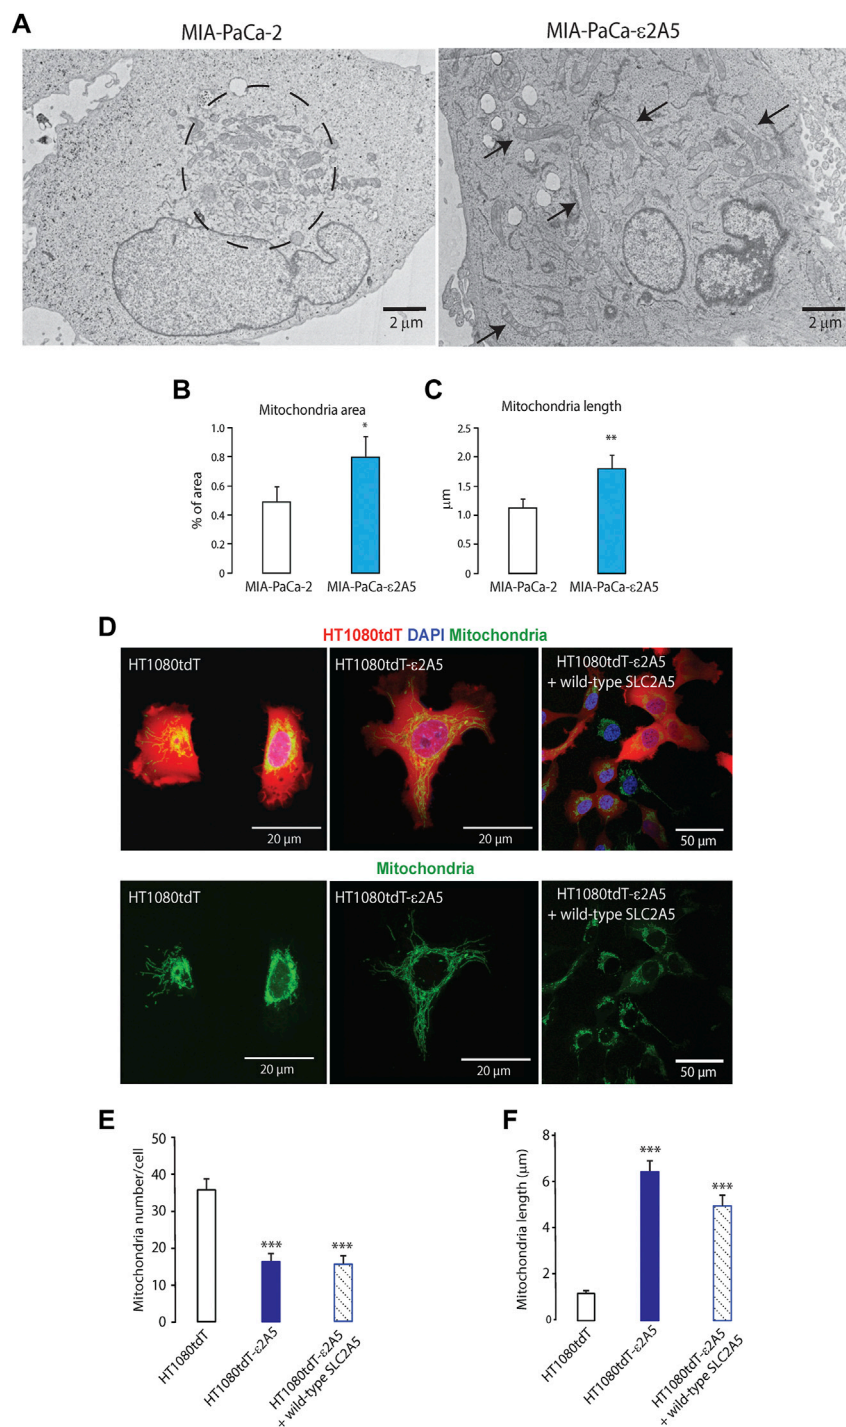 A
MIA-PaCa-2
MIA-PaCa-ε2A5
2 μm
2 μm
B
Mitochondria area
*
1.0
0.8
0.6
0.4
0.2
0
% of area
MIA-PaCa-2
MIA-PaCa-ε2A5
C
Mitochondria length
**
2.5
2.0
1.5
1.0
0.5
0
μm
MIA-PaCa-2
MIA-PaCa-ε2A5
D
HT1080tdT DAPI Mitochondria
HT1080tdT
20 μm
HT1080tdT-ε2A5
20 μm
HT1080tdT-ε2A5
+ wild-type SLC2A5
50 μm
Mitochondria
HT1080tdT
20 μm
HT1080tdT-ε2A5
20 μm
HT1080tdT-ε2A5
+ wild-type SLC2A5
50 μm
E
Mitochondria number/cell
50
40
30
20
10
0
***
***
HT1080tdT
HT1080tdT-ε2A5
HT1080tdT-ε2A5
+ wild-type SLC2A5
F
Mitochondria length (μm)
8
6
4
2
0
***
***
HT1080tdT
HT1080tdT-ε2A5
HT1080tdT-ε2A5
+ wild-type SLC2A5